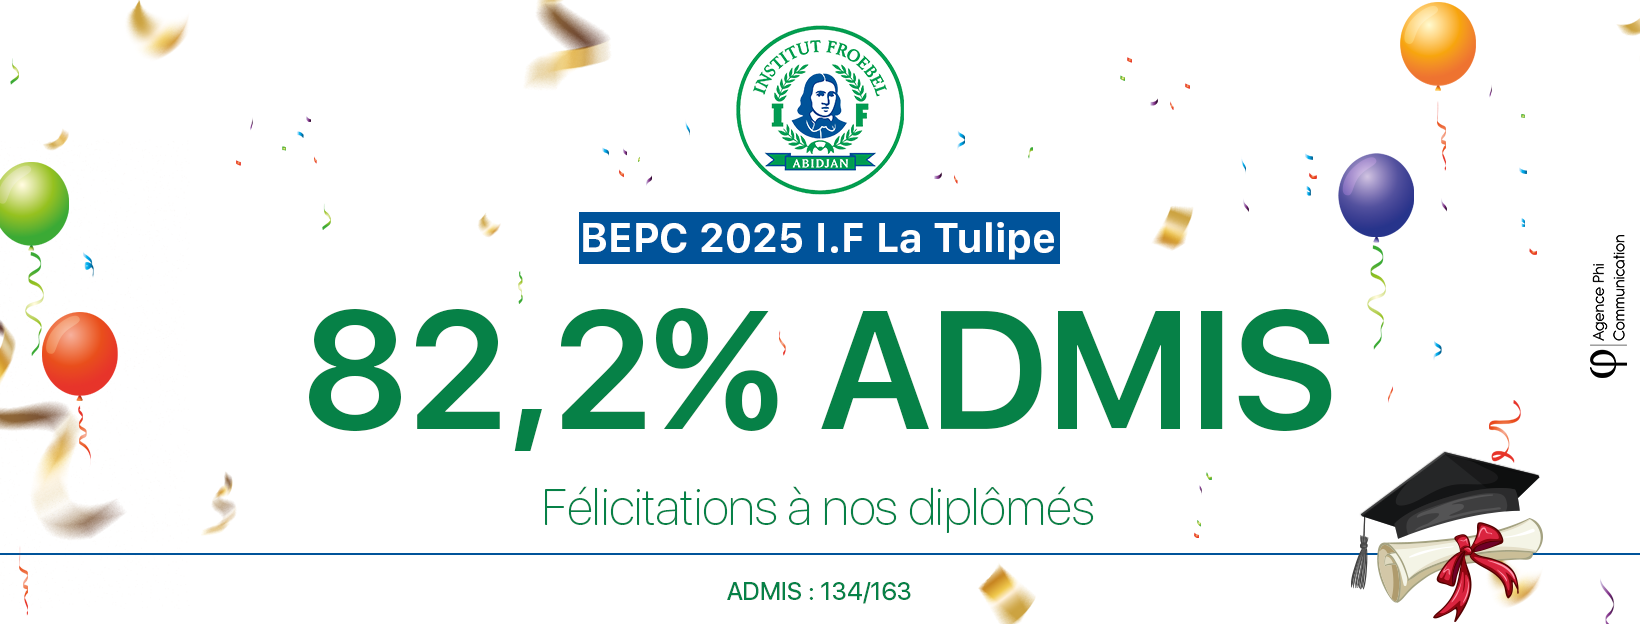 INSTITUT FROEBEL
I F
ABIDJAN
BEPC 2025 I.F La Tulipe
82,2% ADMIS
Félicitations à nos diplômés
ADMIS : 134/163
φ Agence Phi
Communication